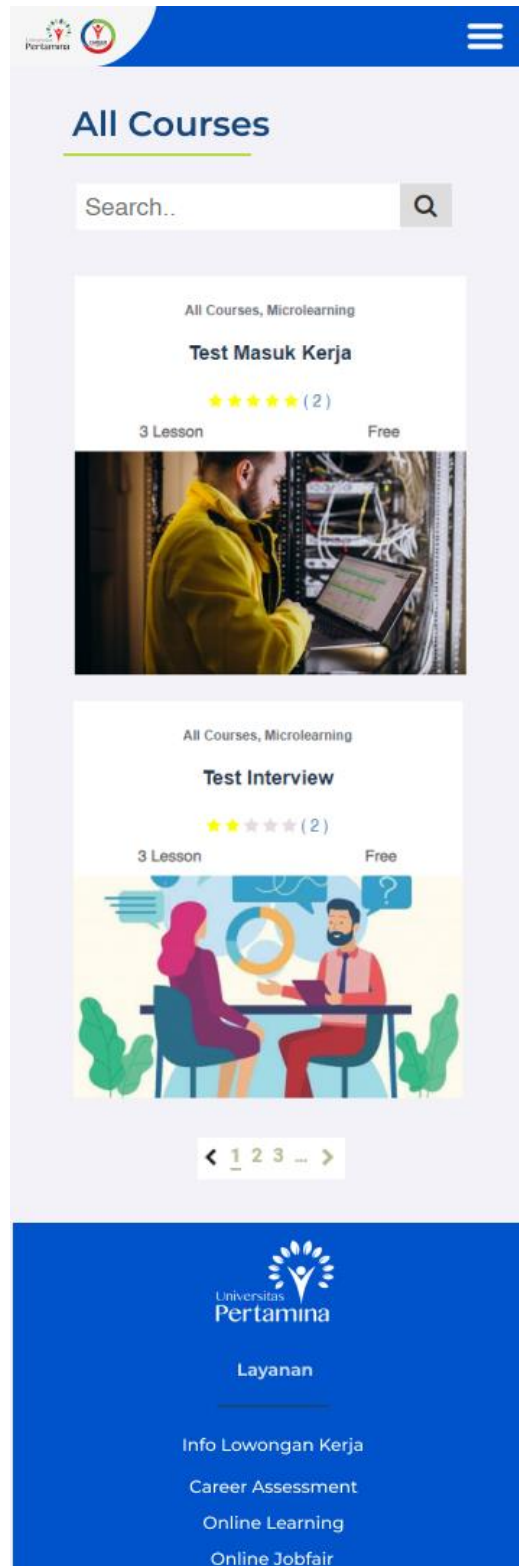 Universitas
Pertamina
All Courses
Search..
All Courses, Microlearning
Test Masuk Kerja
( 2 )
3 Lesson Free
All Courses, Microlearning
Test Interview
( 2 )
3 Lesson Free
?
1 2 3 ...
Universitas
Pertamina
Layanan
Info Lowongan Kerja
Career Assessment
Online Learning
Online Jobfair